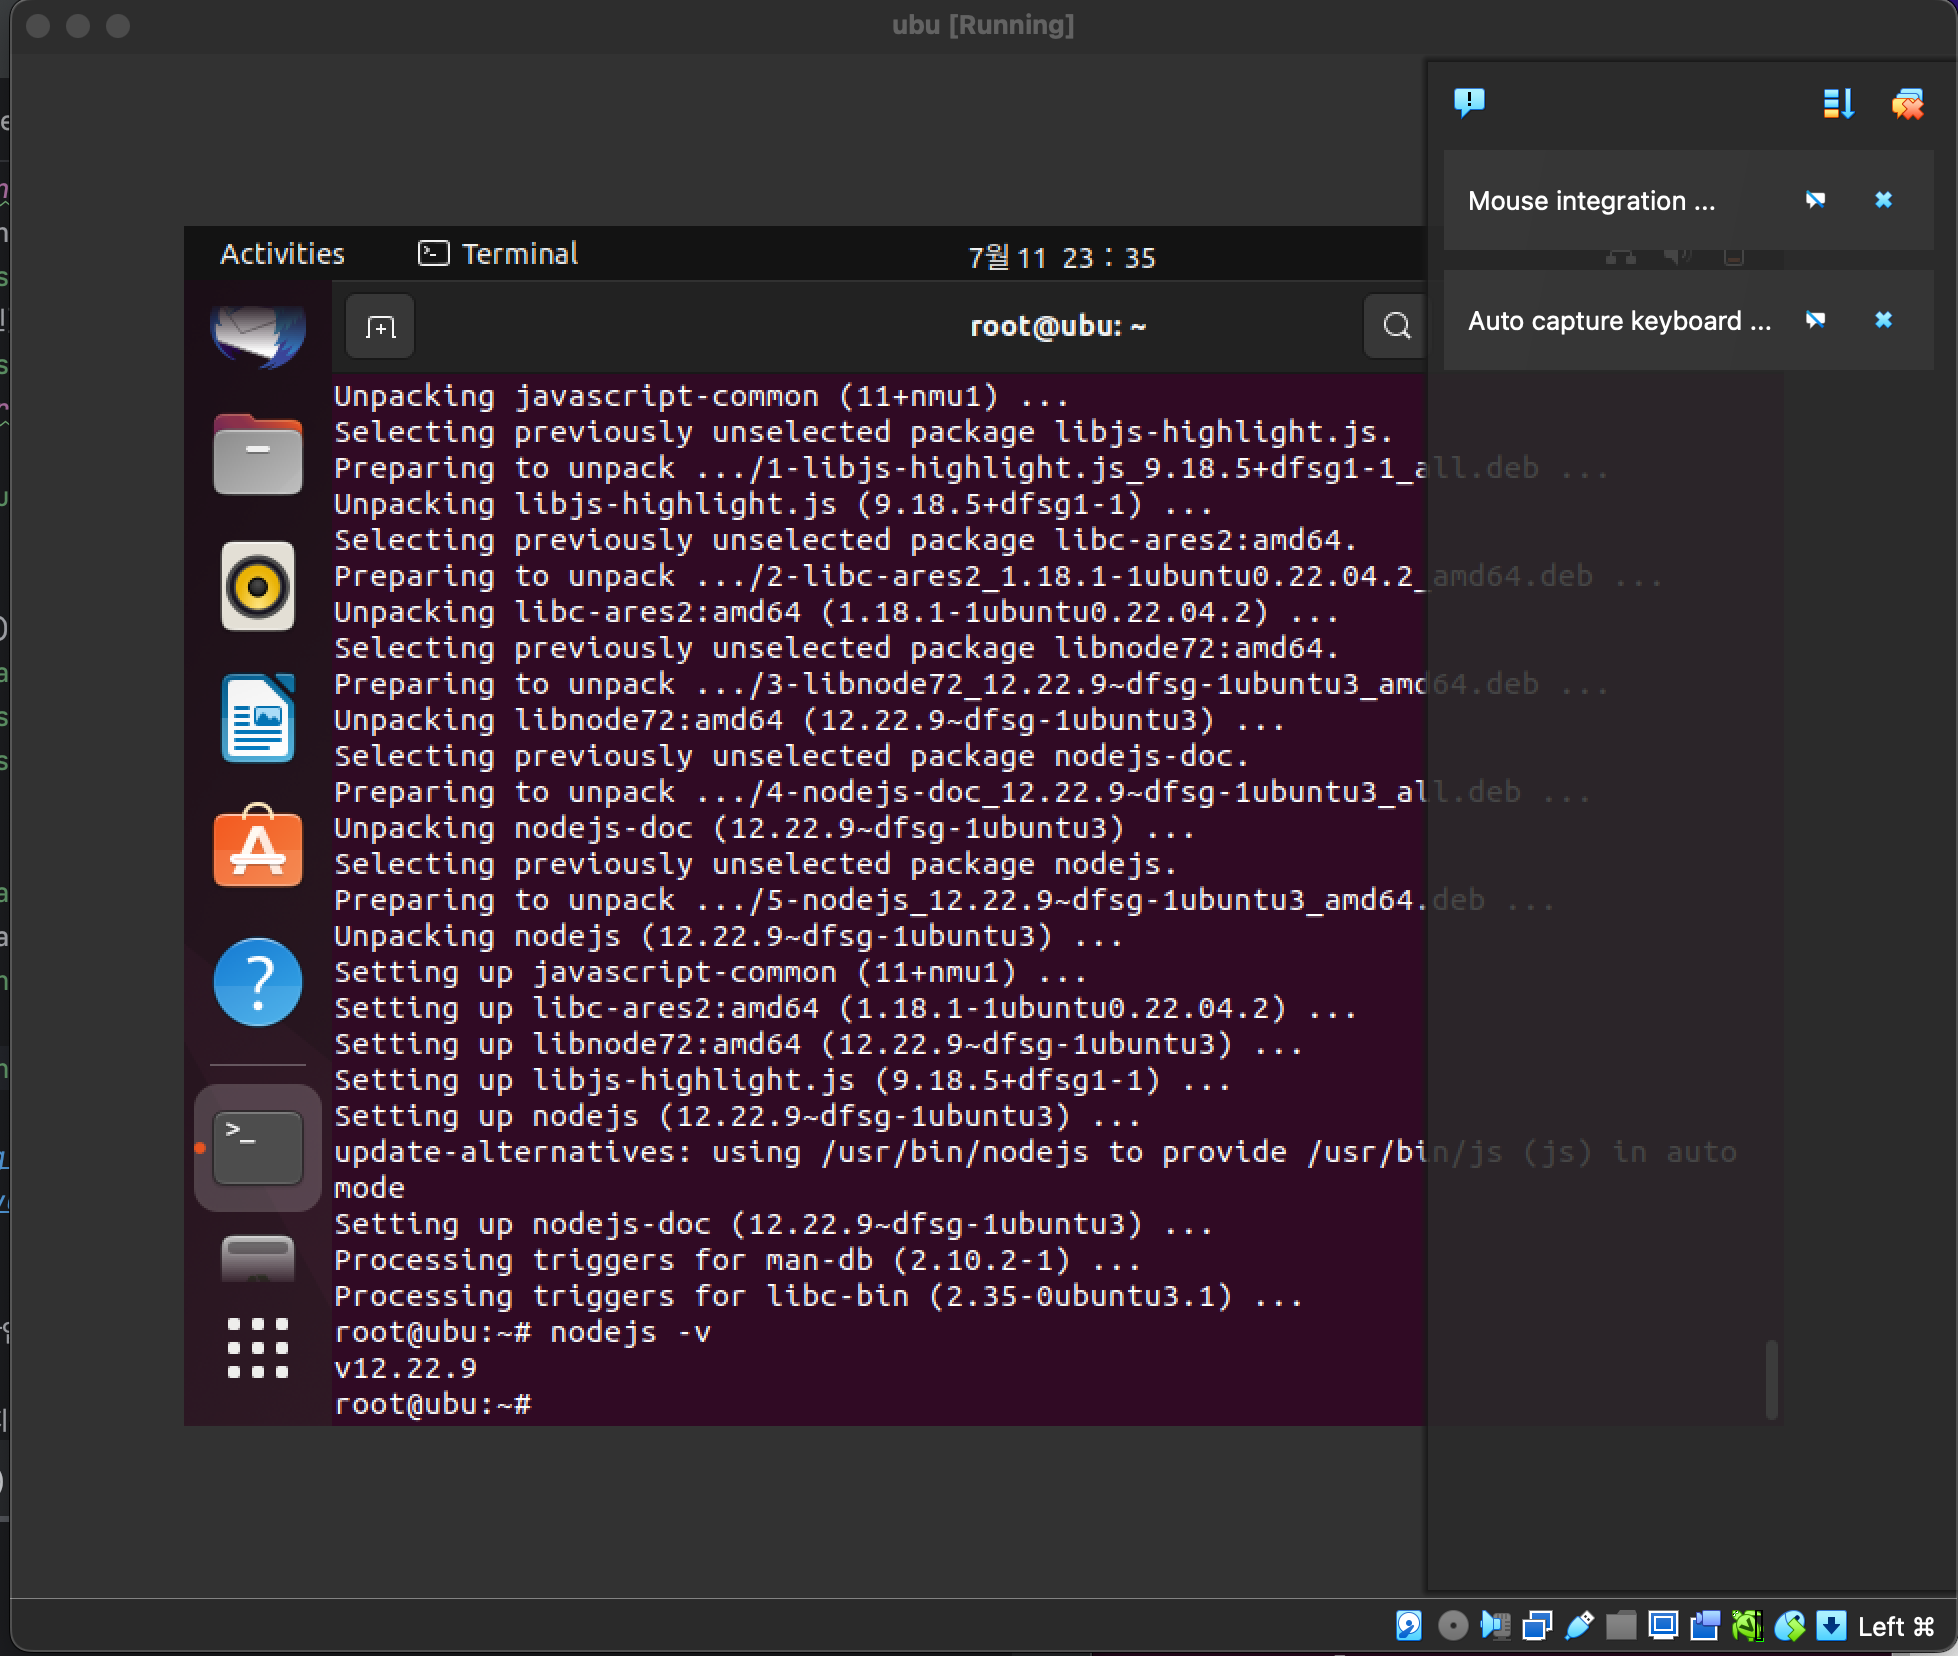 ubu [Running]
Mouse integration ...
Auto capture keyboard ...
Activities
Terminal
7월 11 23 : 35
root@ubu: ~
Unpacking javascript-common (11+nmu1) ...
Selecting previously unselected package libjs-highlight.js.
Preparing to unpack .../1-libjs-highlight.js_9.18.5+dfsg1-1_all.deb ...
Unpacking libjs-highlight.js (9.18.5+dfsg1-1) ...
Selecting previously unselected package libc-ares2:amd64.
Preparing to unpack .../2-libc-ares2_1.18.1-1ubuntu0.22.04.2_amd64.deb ...
Unpacking libc-ares2:amd64 (1.18.1-1ubuntu0.22.04.2) ...
Selecting previously unselected package libnode72:amd64.
Preparing to unpack .../3-libnode72_12.22.9~dfsg-1ubuntu3_amd64.deb ...
Unpacking libnode72:amd64 (12.22.9~dfsg-1ubuntu3) ...
Selecting previously unselected package nodejs-doc.
Preparing to unpack .../4-nodejs-doc_12.22.9~dfsg-1ubuntu3_all.deb ...
Unpacking nodejs-doc (12.22.9~dfsg-1ubuntu3) ...
Selecting previously unselected package nodejs.
Preparing to unpack .../5-nodejs_12.22.9~dfsg-1ubuntu3_amd64.deb ...
Unpacking nodejs (12.22.9~dfsg-1ubuntu3) ...
Setting up javascript-common (11+nmu1) ...
Setting up libc-ares2:amd64 (1.18.1-1ubuntu0.22.04.2) ...
Setting up libnode72:amd64 (12.22.9~dfsg-1ubuntu3) ...
Setting up libjs-highlight.js (9.18.5+dfsg1-1) ...
Setting up nodejs (12.22.9~dfsg-1ubuntu3) ...
update-alternatives: using /usr/bin/nodejs to provide /usr/bin/js (js) in auto
mode
Setting up nodejs-doc (12.22.9~dfsg-1ubuntu3) ...
Processing triggers for man-db (2.10.2-1) ...
Processing triggers for libc-bin (2.35-0ubuntu3.1) ...
root@ubu:~# nodejs -v
v12.22.9
root@ubu:~#
Left ⌘